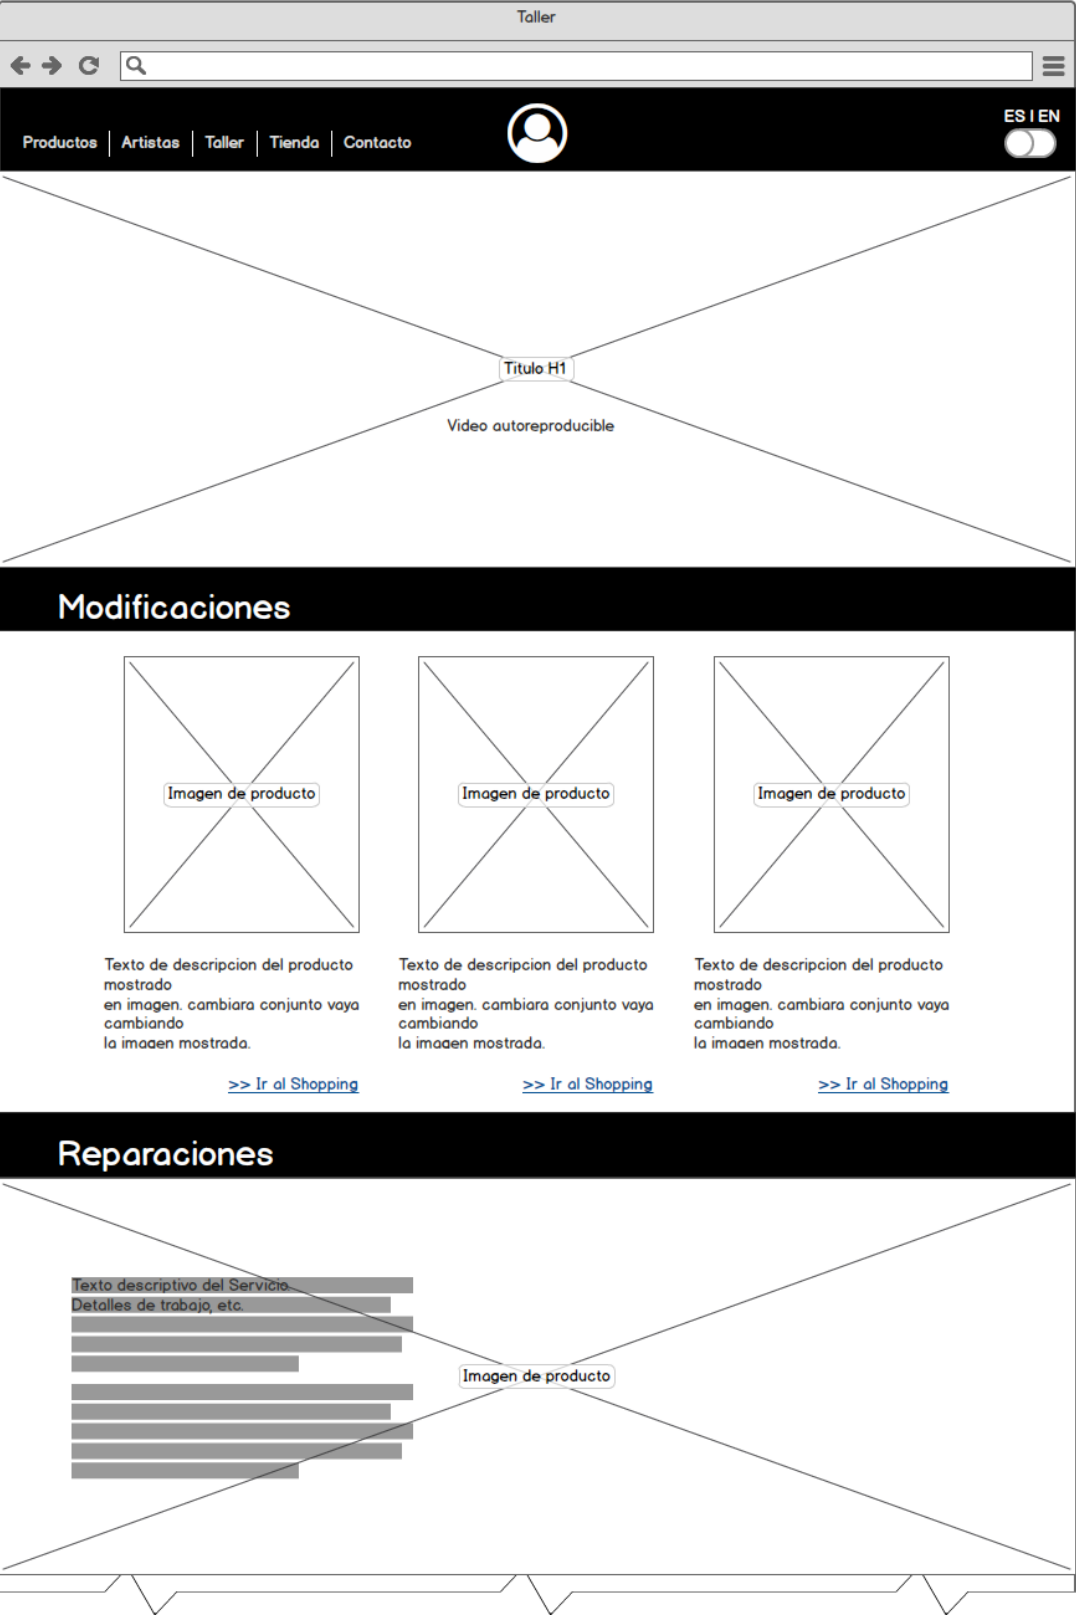 Taller
Productos Artistas Taller Tienda Contacto
ES I EN
Titulo H1
Video autoreproducible
Modificaciones
Imagen de producto
Imagen de producto
Imagen de producto
Texto de descripcion del producto
mostrado
en imagen. cambiara conjunto vaya
cambiando
la imagen mostrada.
>> Ir al Shopping
Texto de descripcion del producto
mostrado
en imagen. cambiara conjunto vaya
cambiando
la imagen mostrada.
>> Ir al Shopping
Texto de descripcion del producto
mostrado
en imagen. cambiara conjunto vaya
cambiando
la imagen mostrada.
>> Ir al Shopping
Reparaciones
Texto descriptivo del Servicio.
Detalles de trabajo, etc.
Imagen de producto